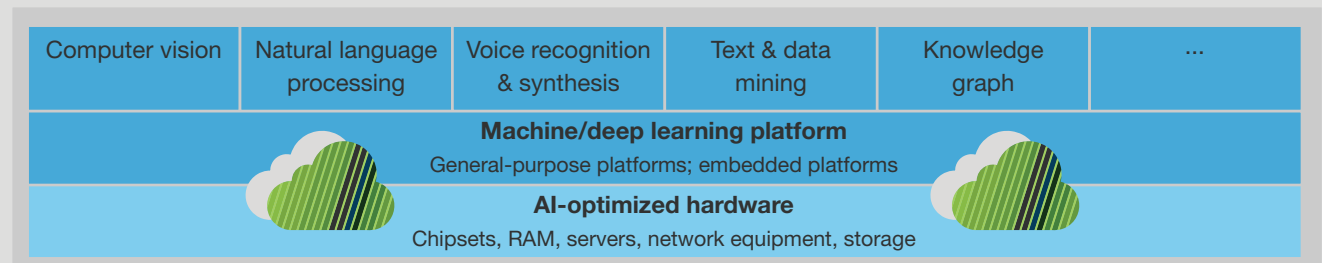 Computer vision
Natural language
processing
Voice recognition
& synthesis
Text & data
mining
Knowledge
graph
...
Machine/deep learning platform
General-purpose platforms; embedded platforms
AI-optimized hardware
Chipsets, RAM, servers, network equipment, storage